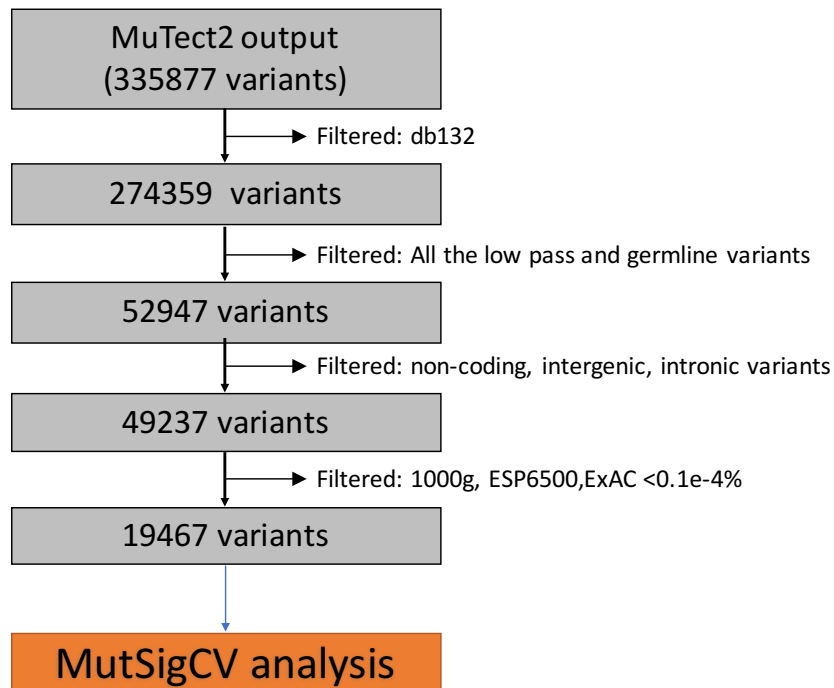 MuTect2 output
(335877 variants)
Filtered: db132
274359 variants
Filtered: All the low pass and germline variants
52947 variants
Filtered: non-coding, intergenic, intronic variants
49237 variants
Filtered: 1000g, ESP6500,ExAC <0.1e-4%
19467 variants
MutSigCV analysis